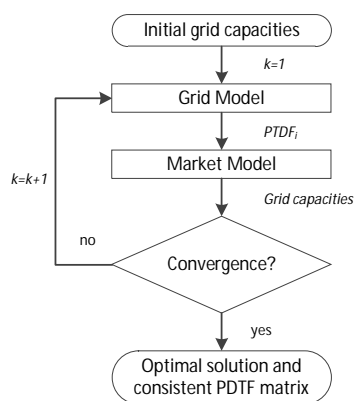 Initial grid capacities
k=1
Grid Model
PTDFi
k=k+1
Market Model
Grid capacities
no
Convergence?
yes
Optimal solution and
consistent PDTF matrix